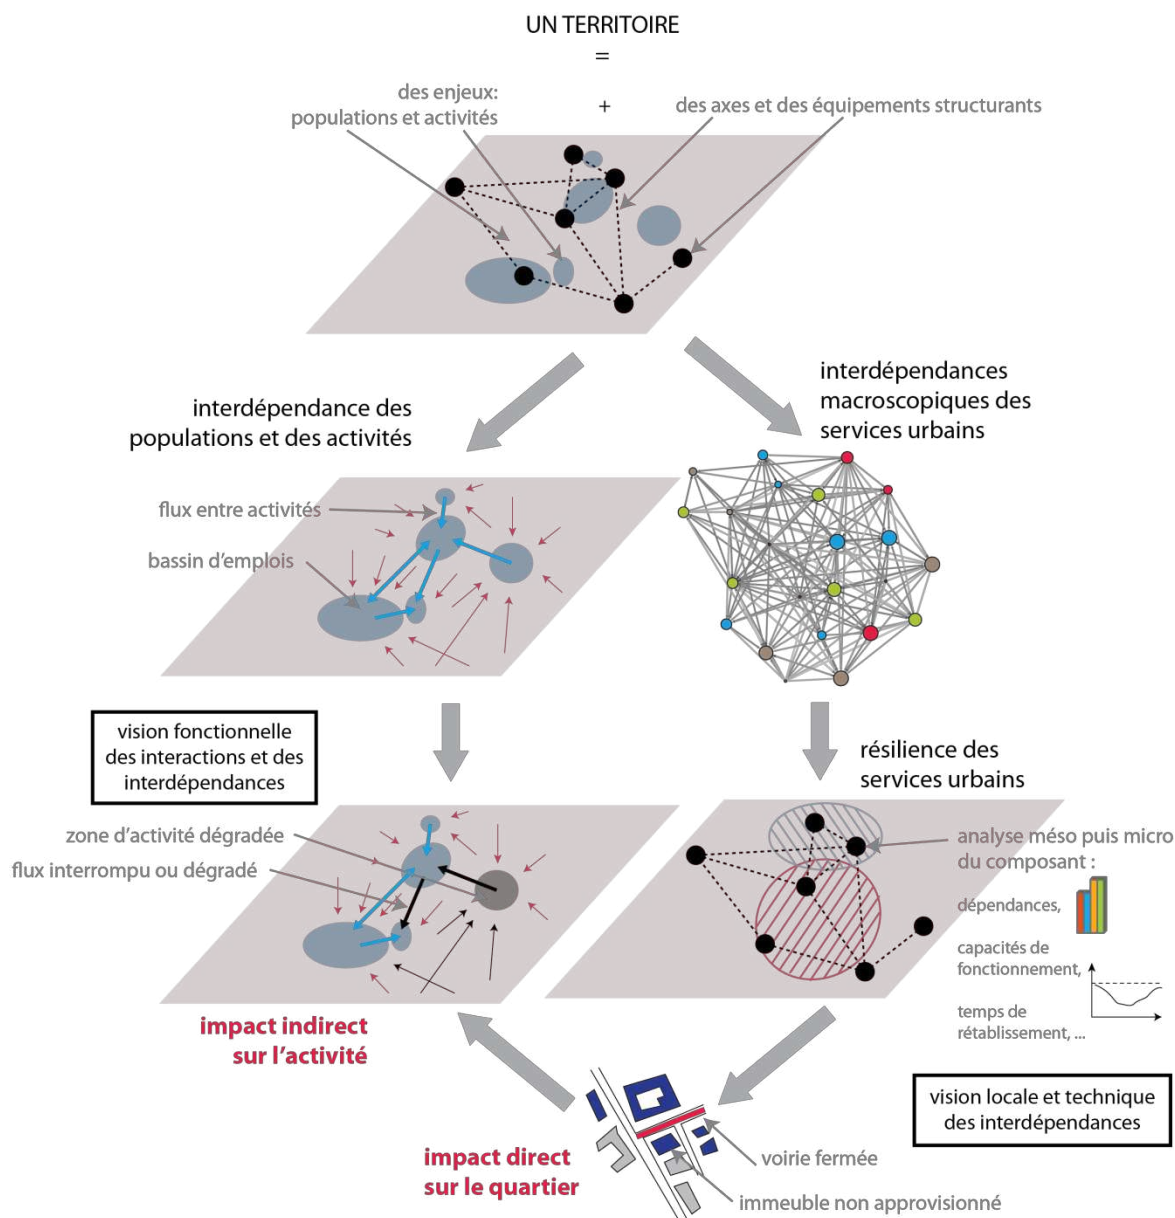 UN TERRITOIRE
=
+
des enjeux:
populations et activités
des axes et des équipements structurants
interdépendance des
populations et des activités
interdépendances
macroscopiques des
services urbains
flux entre activités
bassin d'emplois
vision fonctionnelle
des interactions et des
interdépendances
résilience des
services urbains
zone d'activité dégradée
flux interrompu ou dégradé
analyse méso puis micro
du composant :
dépendances,
capacités de
fonctionnement,
temps de
rétablissement, ...
impact indirect
sur l'activité
vision locale et technique
des interdépendances
impact direct
sur le quartier
voirie fermée
immeuble non approvisionné